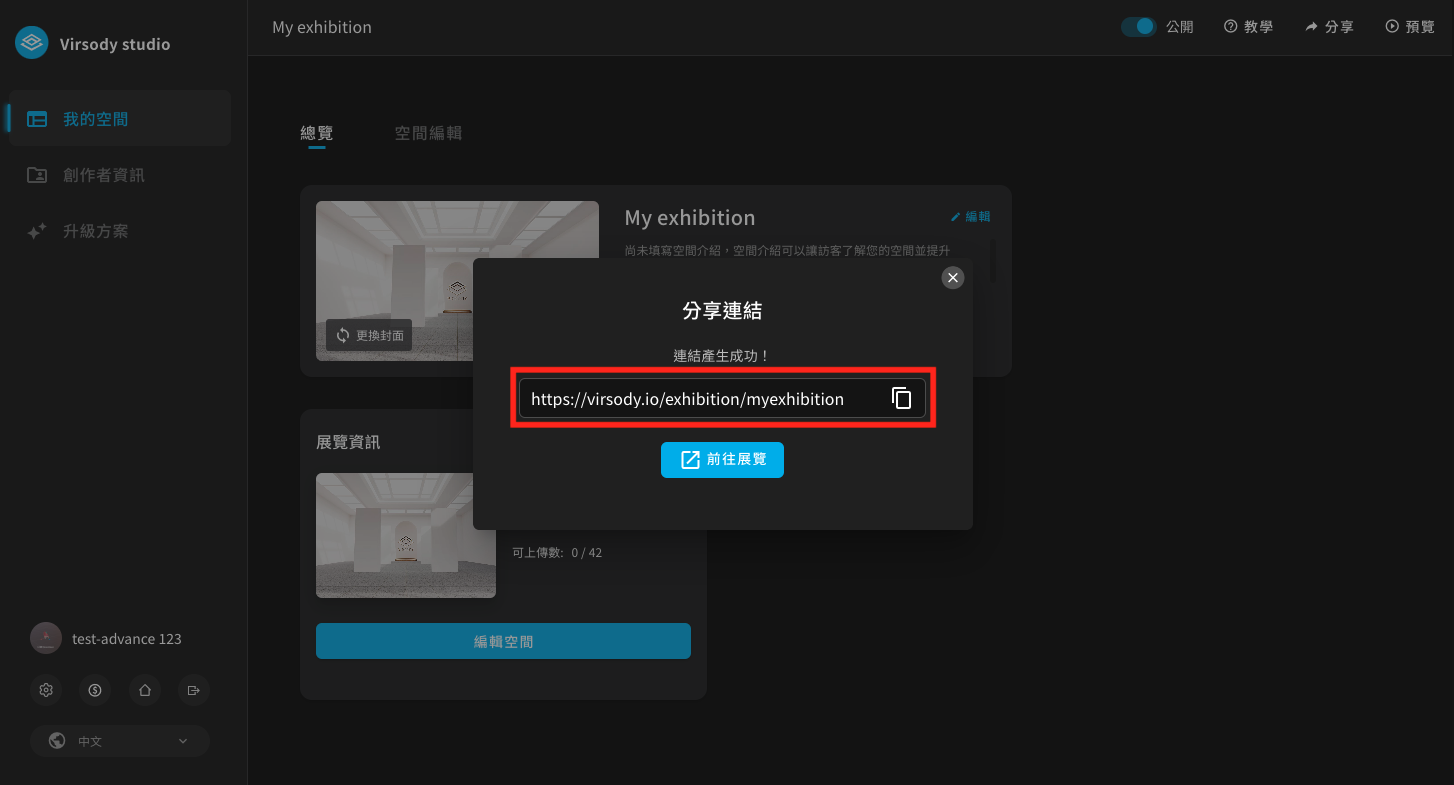 Virsody studio
My exhibition
公開
教學
分享
預覽
我的空間
創作者資訊
升級方案
總覽
空間編輯
My exhibition
編輯
尚未填寫空間介紹，空間介紹可以讓訪客了解您的空間並提升
更換封面
分享連結
連結產生成功！
https://virsody.io/exhibition/myexhibition
前往展覽
展覽資訊
可上傳數: 0 / 42
編輯空間
test-advance 123
中文